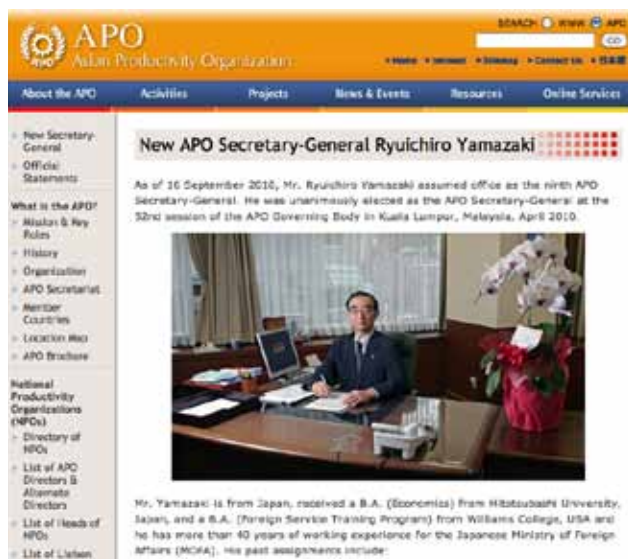 SEARCH WWW APO
APO
Asian Productivity Organization
GO
Home Intranet Sitemap Contact Us 日本語
About the APO Activities Projects News & Events Resources Online Services
New Secretary-
General
Official
Statements
What is the APO?
Mission & Key
Roles
History
Organization
APO Secretariat
Member
Countries
Location Map
APO Brochure
National
Productivity
Organizations
(NPOs)
Directory of
NPOs
List of APO
Directors &
Alternate
Directors
List of Heads of
NPOs
List of Liaison
New APO Secretary-General Ryuichiro Yamazaki
As of 16 September 2010, Mr. Ryuichiro Yamazaki assumed office as the ninth APO
Secretary-General. He was unanimously elected as the APO Secretary-General at the
52nd session of the APO Governing Body in Kuala Lumpur, Malaysia, April 2010.
Mr. Yamazaki is from Japan, received a B.A. (Economics) from Hitotsubashi University,
Japan, and a B.A. (Foreign Service Training Program) from Williams College, USA and
he has more than 40 years of working experience for the Japanese Ministry of Foreign
Affairs (MOFA). His past assignments include: